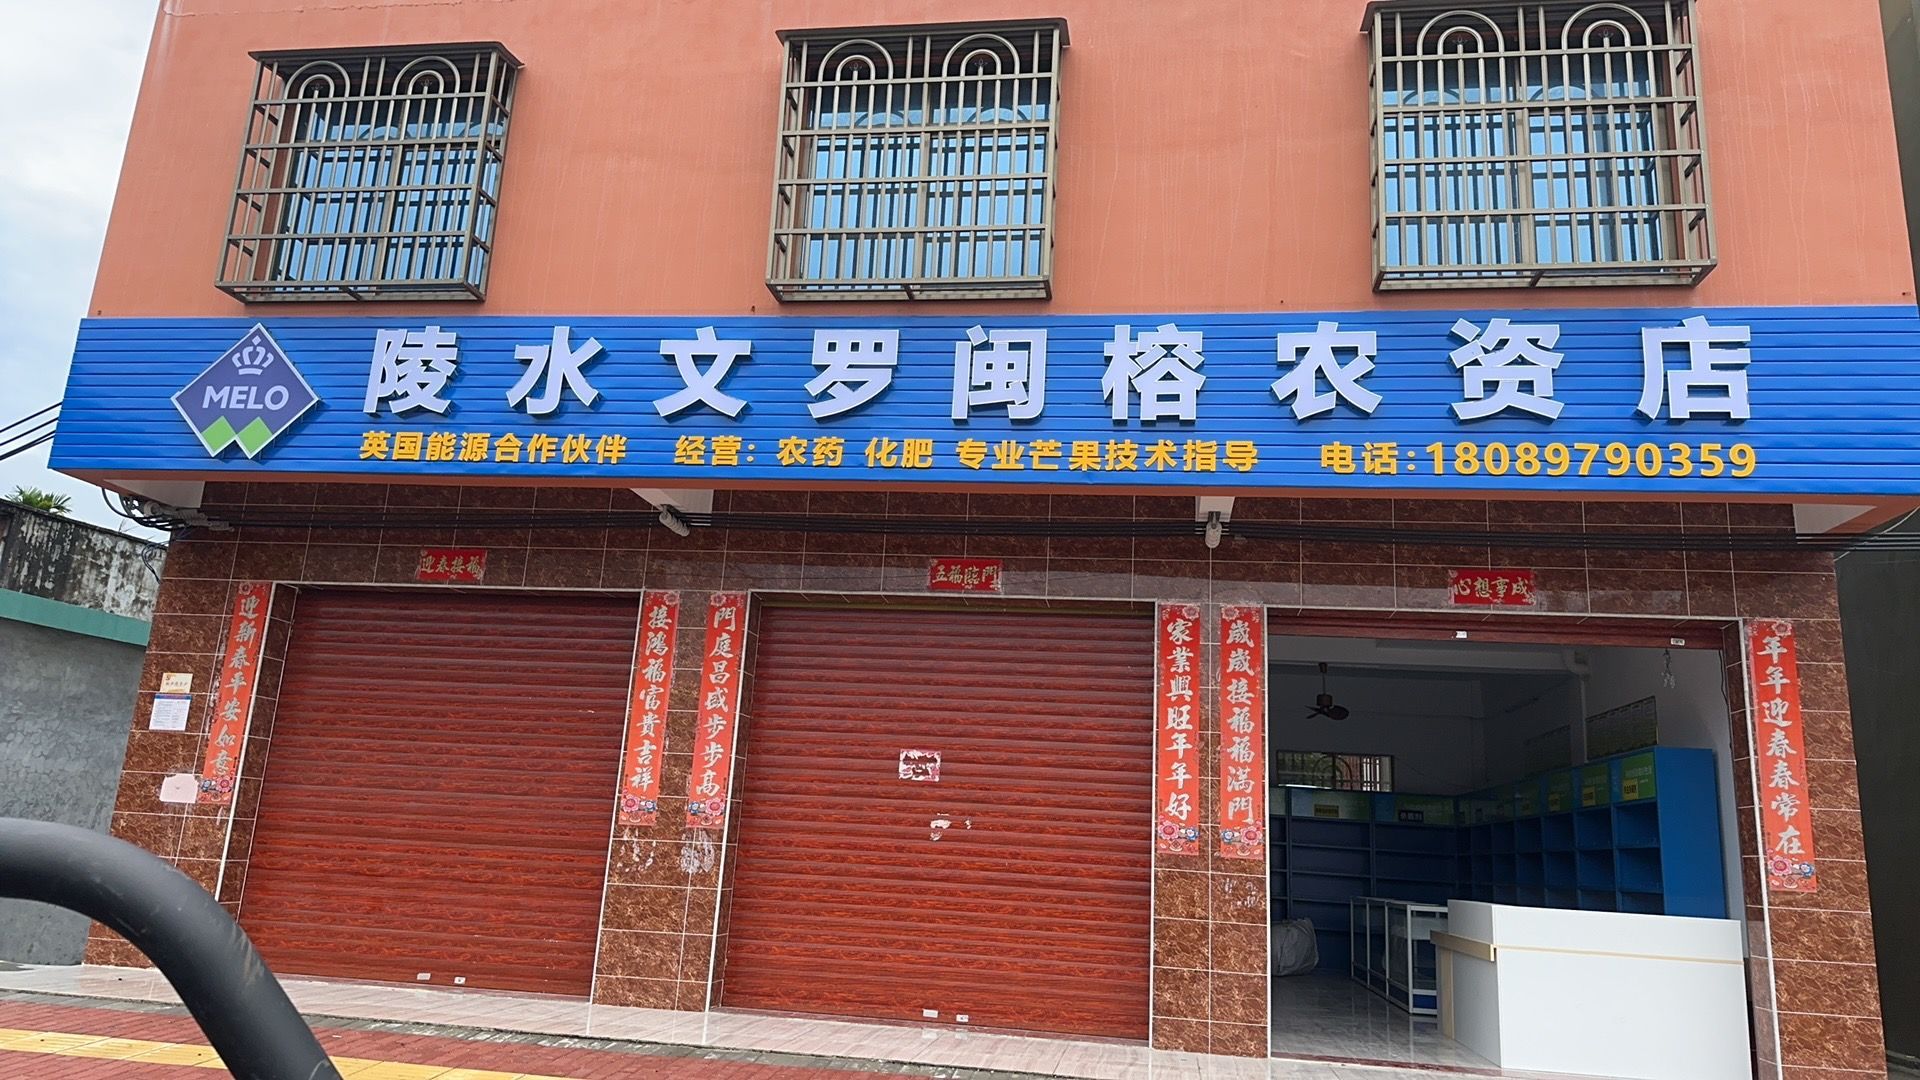 MELO
陵水文罗闽榕农资店
英国能源合作伙伴 经营：农药 化肥 专业芒果技术指导 电话：18089790359
迎春接福
五福臨門
心想事成
迎新春平安如意
接鴻福富貴吉祥
門庭昌盛步步高
家業興旺年年好
歲歲接福福滿門
年年迎春春常在